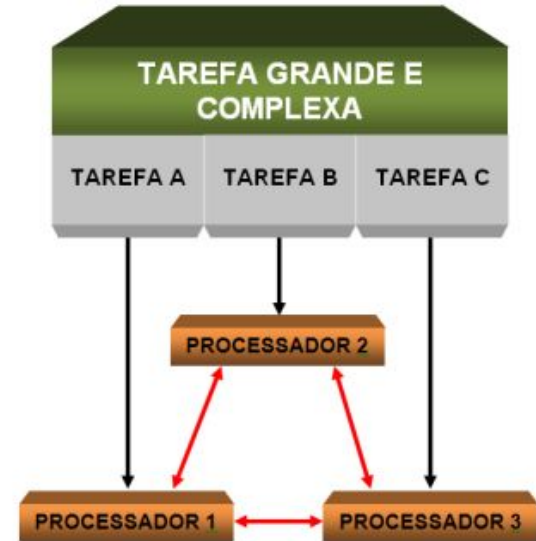 TAREFA GRANDE E
COMPLEXA
TAREFA A
TAREFA B
TAREFA C
PROCESSADOR 2
PROCESSADOR 1
PROCESSADOR 3